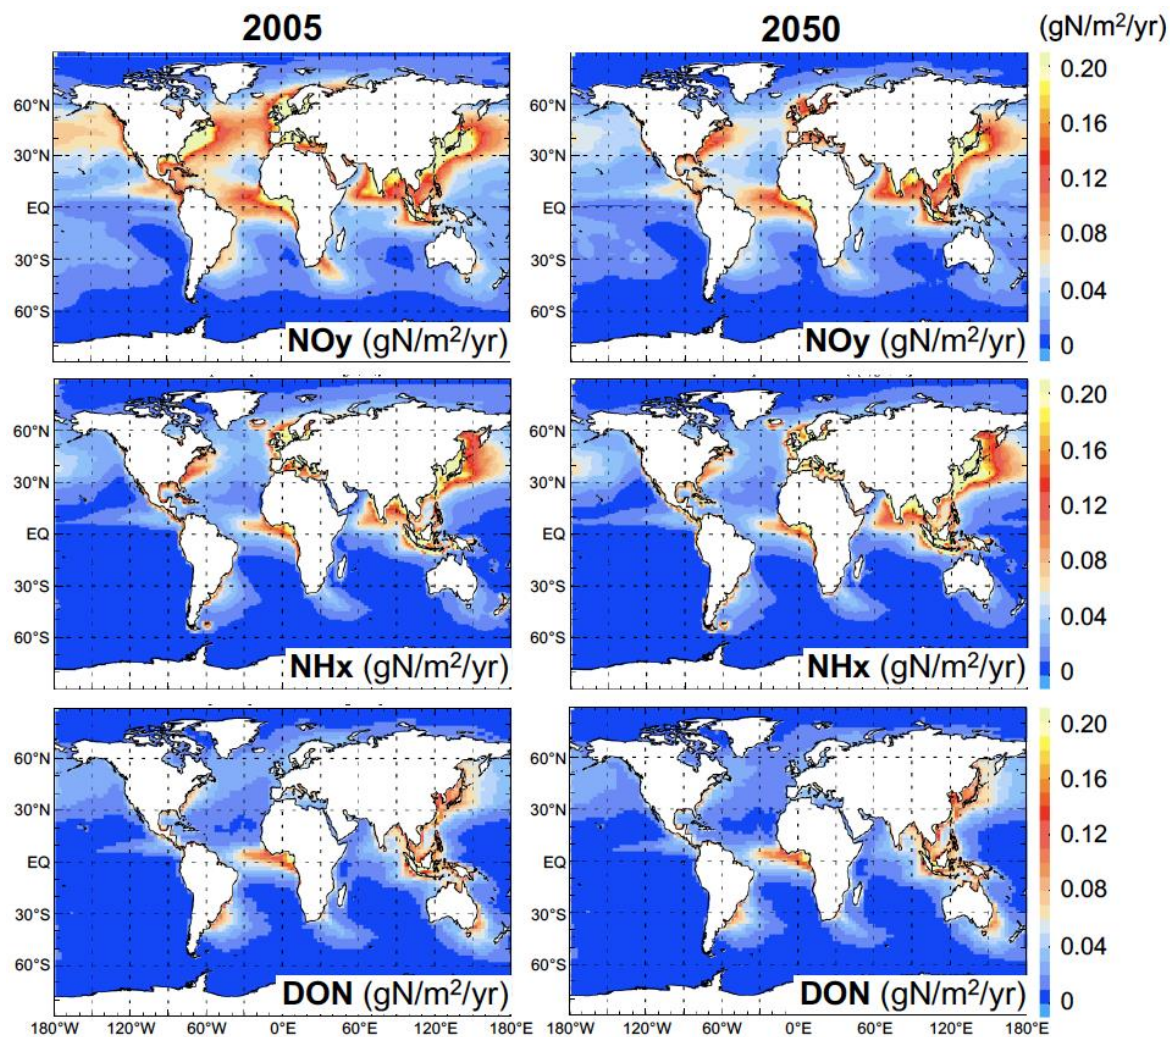 2005 2050 (gN/m²/yr)
0.20
60°N
0.16
30°N
0.12
EQ
0.08
30°S
0.04
60°S
0
NOy (gN/m²/yr) NOy (gN/m²/yr)
0.20
60°N
0.16
30°N
0.12
EQ
0.08
30°S
0.04
60°S
0
NHx (gN/m²/yr) NHx (gN/m²/yr)
0.20
60°N
0.16
30°N
0.12
EQ
0.08
30°S
0.04
60°S
0
DON (gN/m²/yr) DON (gN/m²/yr)
180°W 120°W 60°W 0°E 60°E 120°E 180°E 180°W 120°W 60°W 0°E 60°E 120°E 180°E